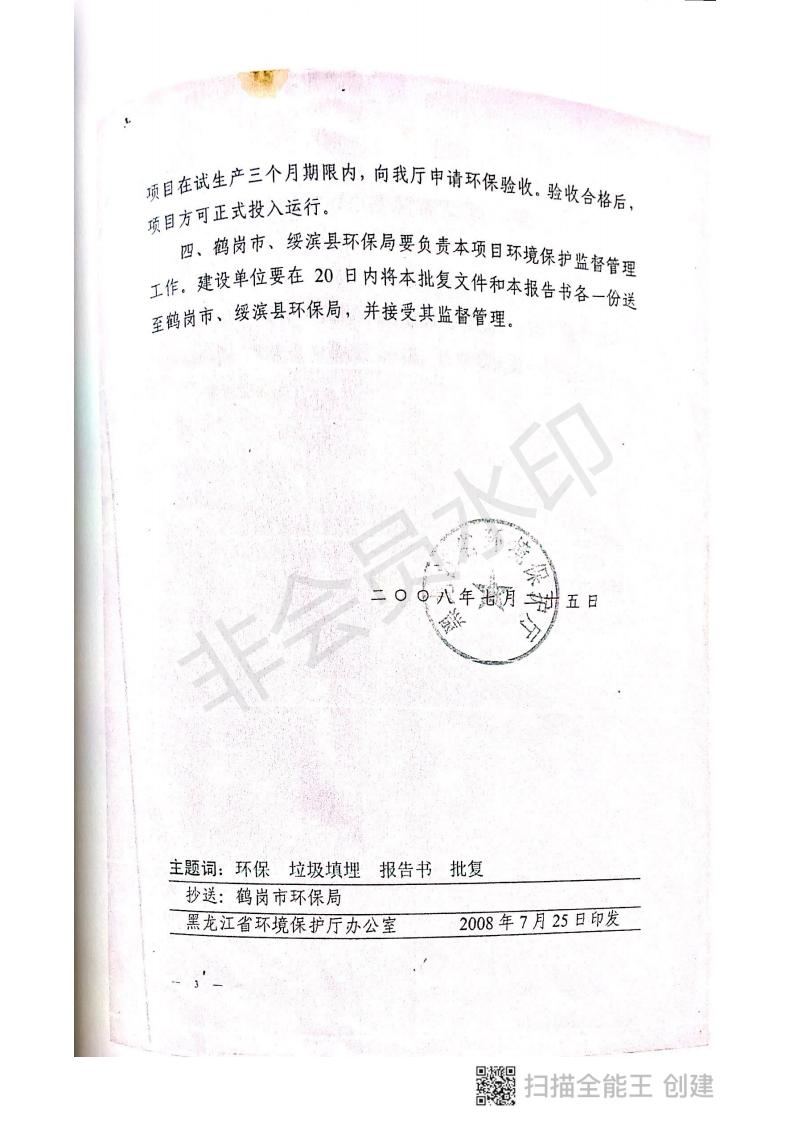 项目在试生产三个月期限内，向我厅申请环保验收。验收合格后，
项目方可正式投入运行。
四、鹤岗市、绥滨县环保局要负责本项目环境保护监督管理
工作。建设单位要在 20 日内将本批复文件和本报告书各一份送
至鹤岗市、绥滨县环保局，并接受其监督管理。
非会员水印
二〇〇八年七月二十五日
主题词：环保 垃圾填埋 报告书 批复
抄送：鹤岗市环保局
黑龙江省环境保护厅办公室 2008 年 7 月 25 日印发
— 3 —
扫描全能王 创建